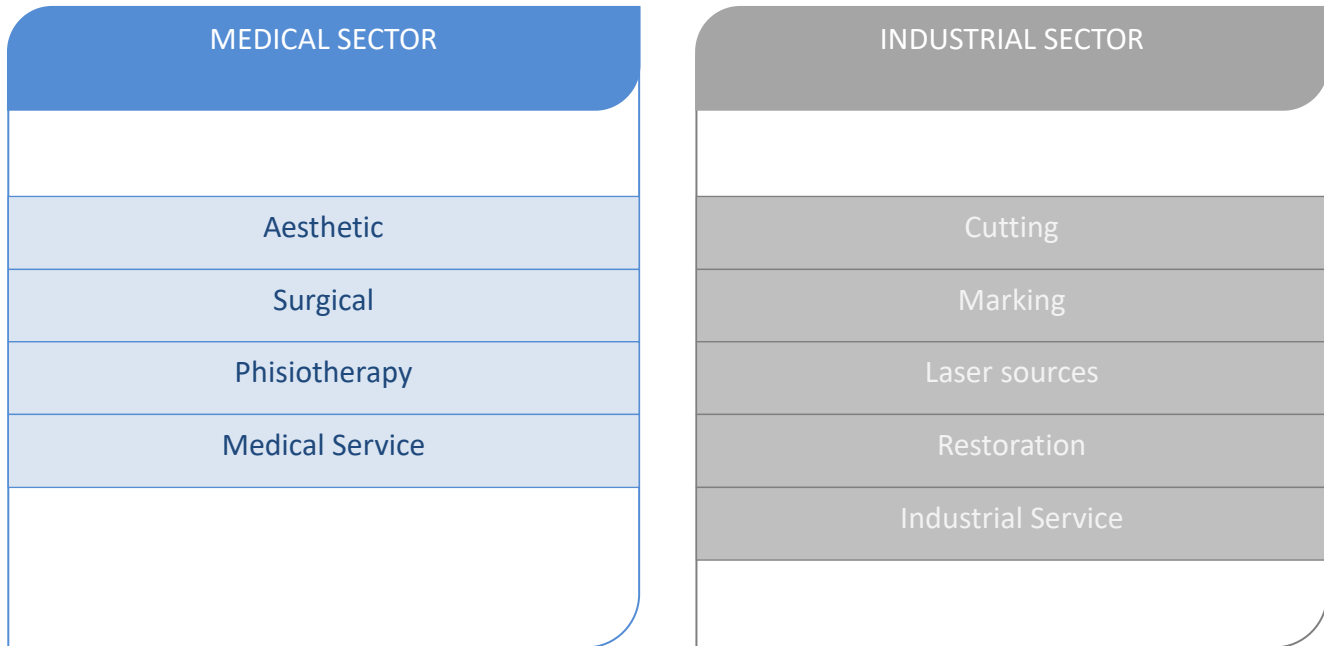 MEDICAL SECTOR
Aesthetic
Surgical
Phisiotherapy
Medical Service
INDUSTRIAL SECTOR
Cutting
Marking
Laser sources
Restoration
Industrial Service